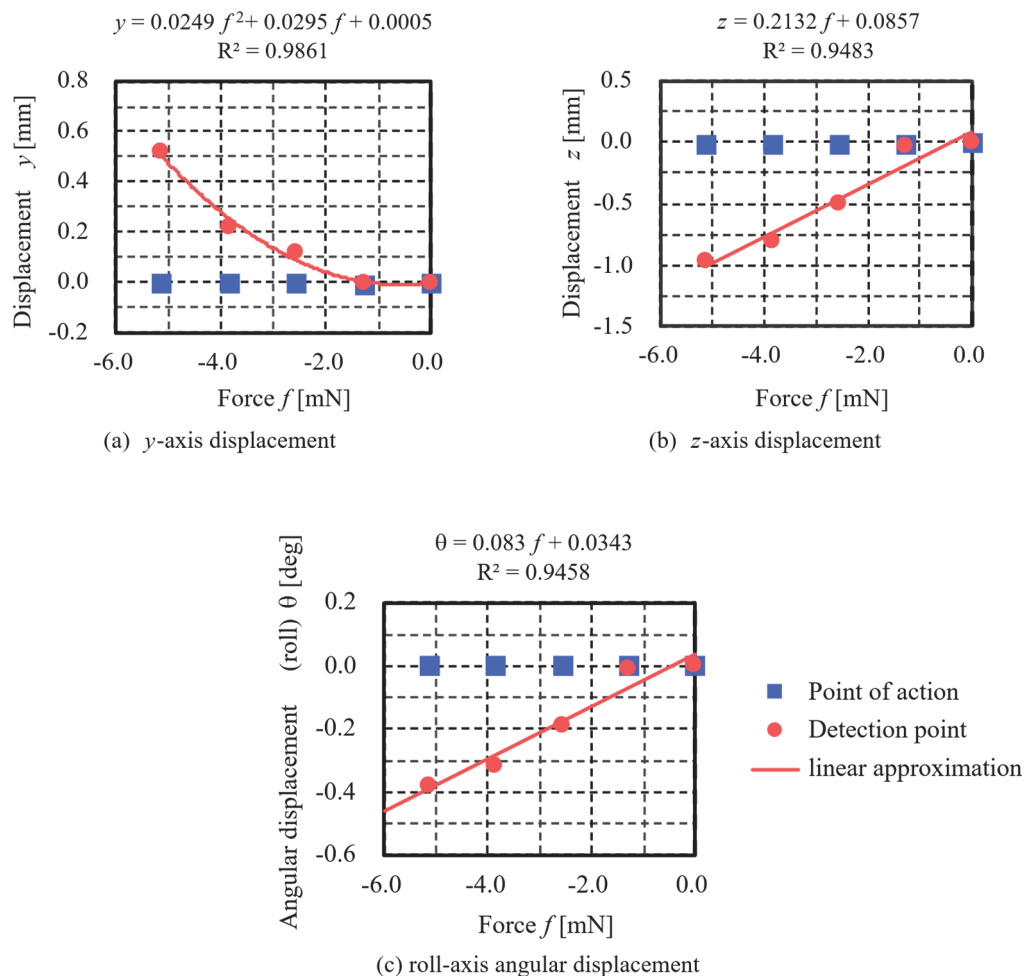 y = 0.0249 f² + 0.0295 f + 0.0005
R² = 0.9861
Displacement y [mm]
0.8
0.6
0.4
0.2
0.0
-0.2
-6.0 -4.0 -2.0 0.0
Force f [mN]
(a) y-axis displacement
z = 0.2132 f + 0.0857
R² = 0.9483
Displacement z [mm]
0.5
0.0
-0.5
-1.0
-1.5
-6.0 -4.0 -2.0 0.0
Force f [mN]
(b) z-axis displacement
θ = 0.083 f + 0.0343
R² = 0.9458
Angular displacement (roll) θ [deg]
0.2
0.0
-0.2
-0.4
-0.6
-6.0 -4.0 -2.0 0.0
Force f [mN]
(c) roll-axis angular displacement
Point of action
Detection point
linear approximation